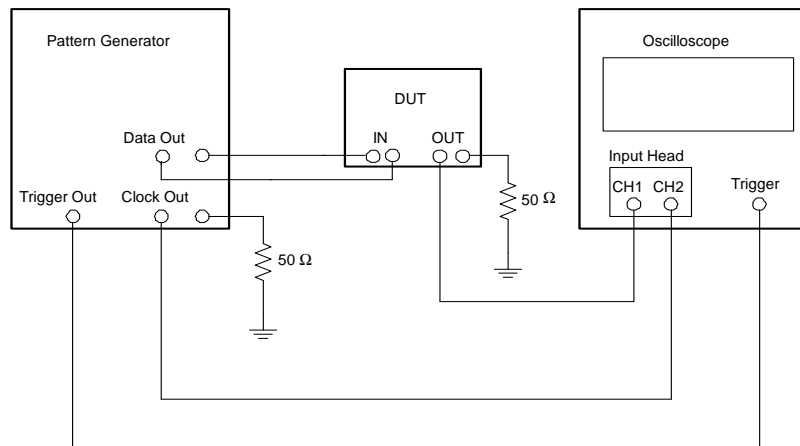 Pattern Generator
Oscilloscope
DUT
Data Out
IN
OUT
Input Head
Trigger Out
Clock Out
CH1
CH2
Trigger
50 Ω
50 Ω